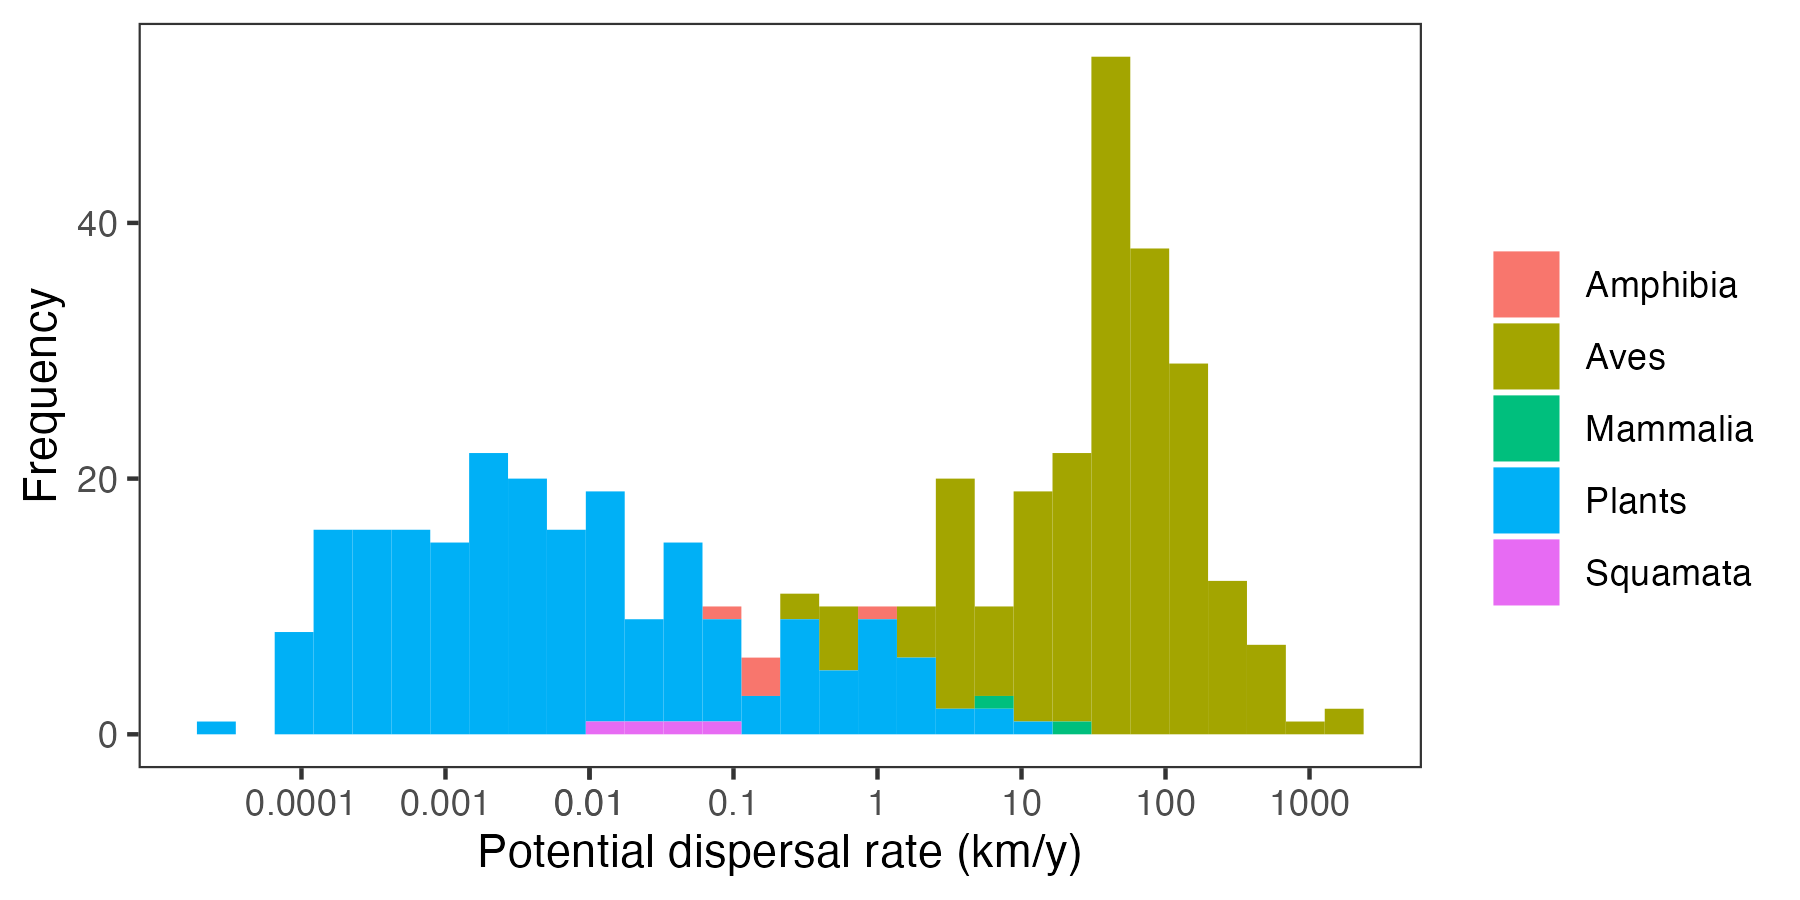 Frequency
40
20
0
0.0001 0.001 0.01 0.1 1 10 100 1000
Potential dispersal rate (km/y)
Amphibia
Aves
Mammalia
Plants
Squamata